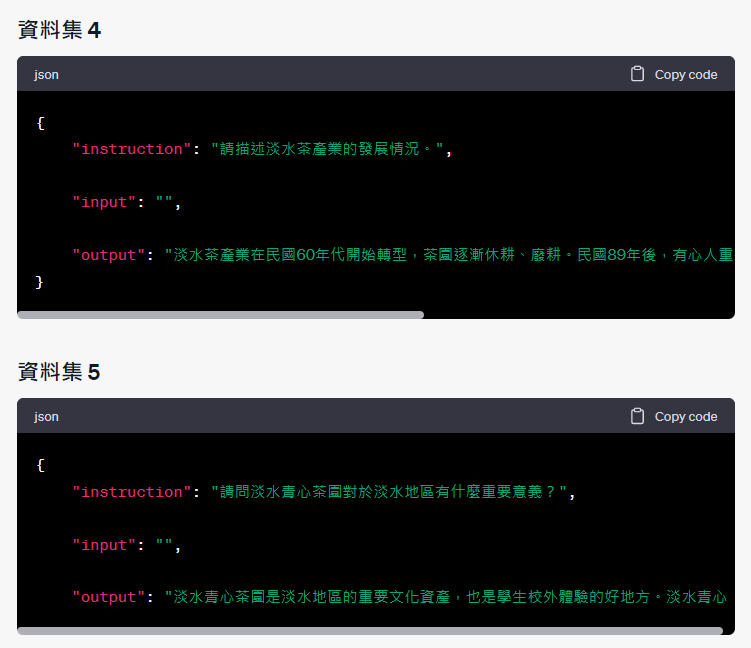 資料集 4
json Copy code
{
"instruction": "請描述淡水茶產業的發展情況。",
"input": "",
"output": "淡水茶產業在民國60年代開始轉型，茶園逐漸休耕、廢耕。民國89年後，有心人重
}
資料集 5
json Copy code
{
"instruction": "請問淡水青心茶園對於淡水地區有什麼重要意義？",
"input": "",
"output": "淡水青心茶園是淡水地區的重要文化資產，也是學生校外體驗的好地方。淡水青心